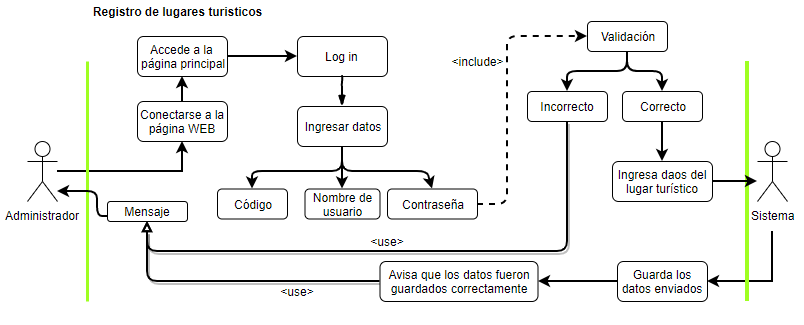 Registro de lugares turisticos
Accede a la
página principal
Log in
Validación
<include>
Conectarse a la
página WEB
Ingresar datos
Incorrecto
Correcto
Ingresa daos del
lugar turístico
Administrador
Mensaje
Código
Nombre de
usuario
Contraseña
Sistema
<use>
Avisa que los datos fueron
guardados correctamente
Guarda los
datos enviados
<use>